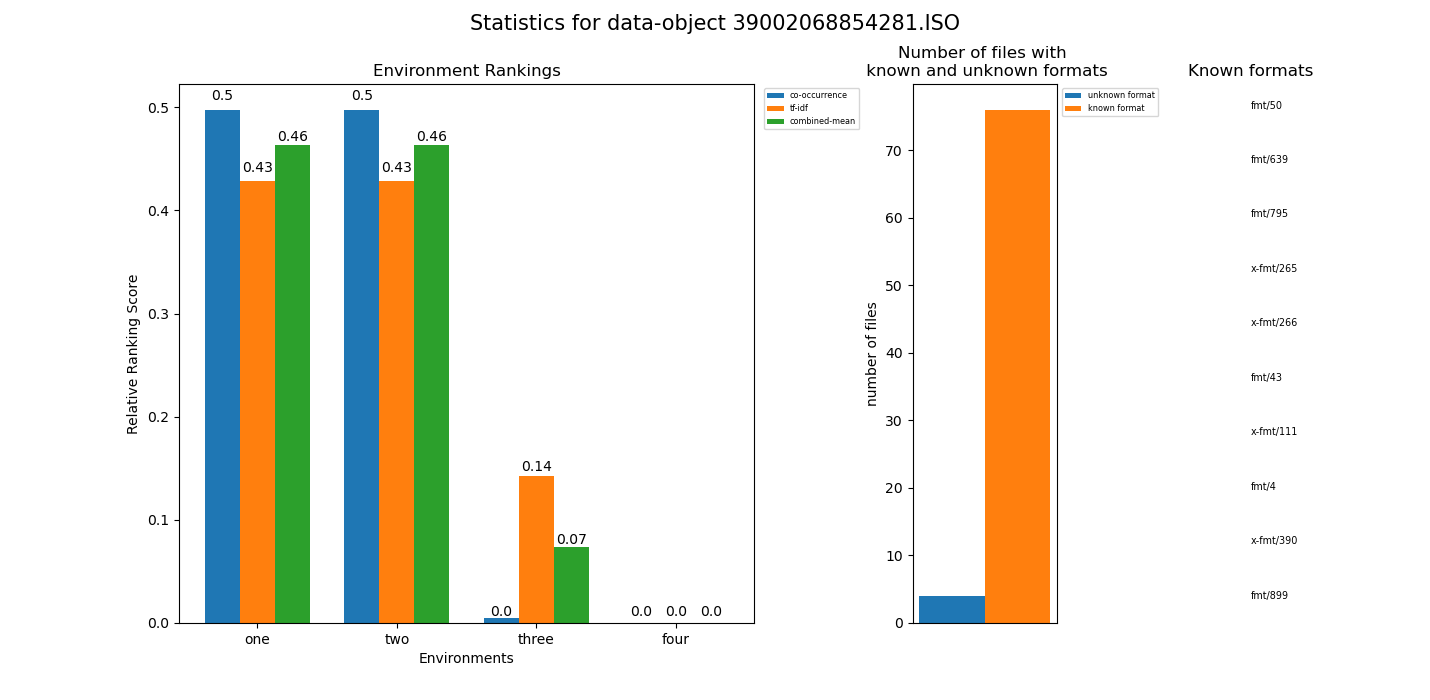 Statistics for data-object 39002068854281.ISO
Environment Rankings
Relative Ranking Score
0.5
0.4
0.3
0.2
0.1
0.0
0.5
0.43
0.46
0.5
0.43
0.46
0.0
0.14
0.07
0.0
0.0
0.0
one
two
three
four
Environments
co-occurrence
tf-idf
combined-mean
Number of files with
known and unknown formats
number of files
70
60
50
40
30
20
10
0
unknown format
known format
Known formats
fmt/50
fmt/639
fmt/795
x-fmt/265
x-fmt/266
fmt/43
x-fmt/111
fmt/4
x-fmt/390
fmt/899